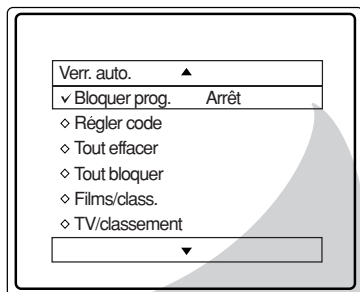 Verr. auto. ▲
✓ Bloquer prog. Arrêt
◇ Régler code
◇ Tout effacer
◇ Tout bloquer
◇ Films/class.
◇ TV/classement
▼